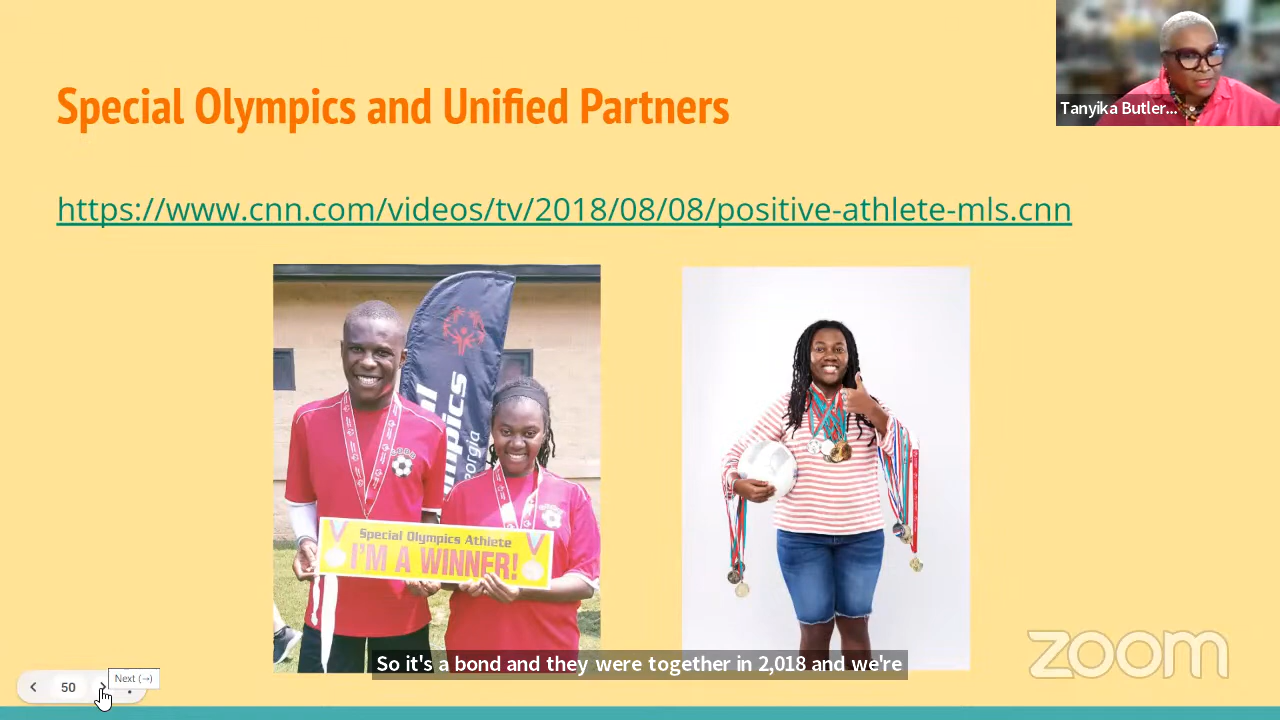 Special Olympics and Unified Partners
Tanyika Butler...
https://www.cnn.com/videos/tv/2018/08/08/positive-athlete-mls.cnn
Special Olympics Athlete
I'M A WINNER!
So it's a bond and they were together in 2,018 and we're
zoom
50
Next (→)